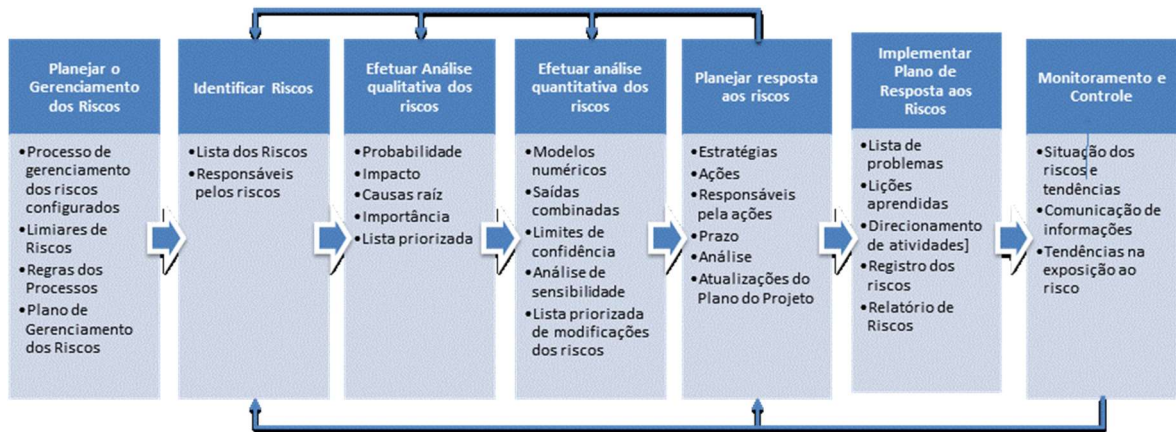 Planejar o
Gerenciamento
dos Riscos
•Processo de
gerenciamento
dos riscos
configurados
•Limiares de
Riscos
•Regras dos
Processos
•Plano de
Gerenciamento
dos Riscos
Identificar Riscos
•Lista dos Riscos
•Responsáveis
pelos riscos
Efetuar Análise
qualitativa dos
riscos
•Probabilidade
•Impacto
•Causas raíz
•Importância
•Lista priorizada
Efetuar análise
quantitativa dos
riscos
•Modelos
numéricos
•Saídas
combinadas
•Limites de
confidência
•Análise de
sensibilidade
•Lista priorizada
de modificações
dos riscos
Planejar resposta
aos riscos
•Estratégias
•Ações
•Responsáveis
pela ações
•Prazo
•Análise
•Atualizações do
Plano do Projeto
Implementar
Plano de
Resposta aos
Riscos
•Lista de
problemas
•Lições
aprendidas
•Direcionamento
de atividades]
•Registro dos
riscos
•Relatório de
Riscos
Monitoramento e
Controle
•Situação dos
riscos e
tendências
•Comunicação de
informações
•Tendências na
exposição ao
risco